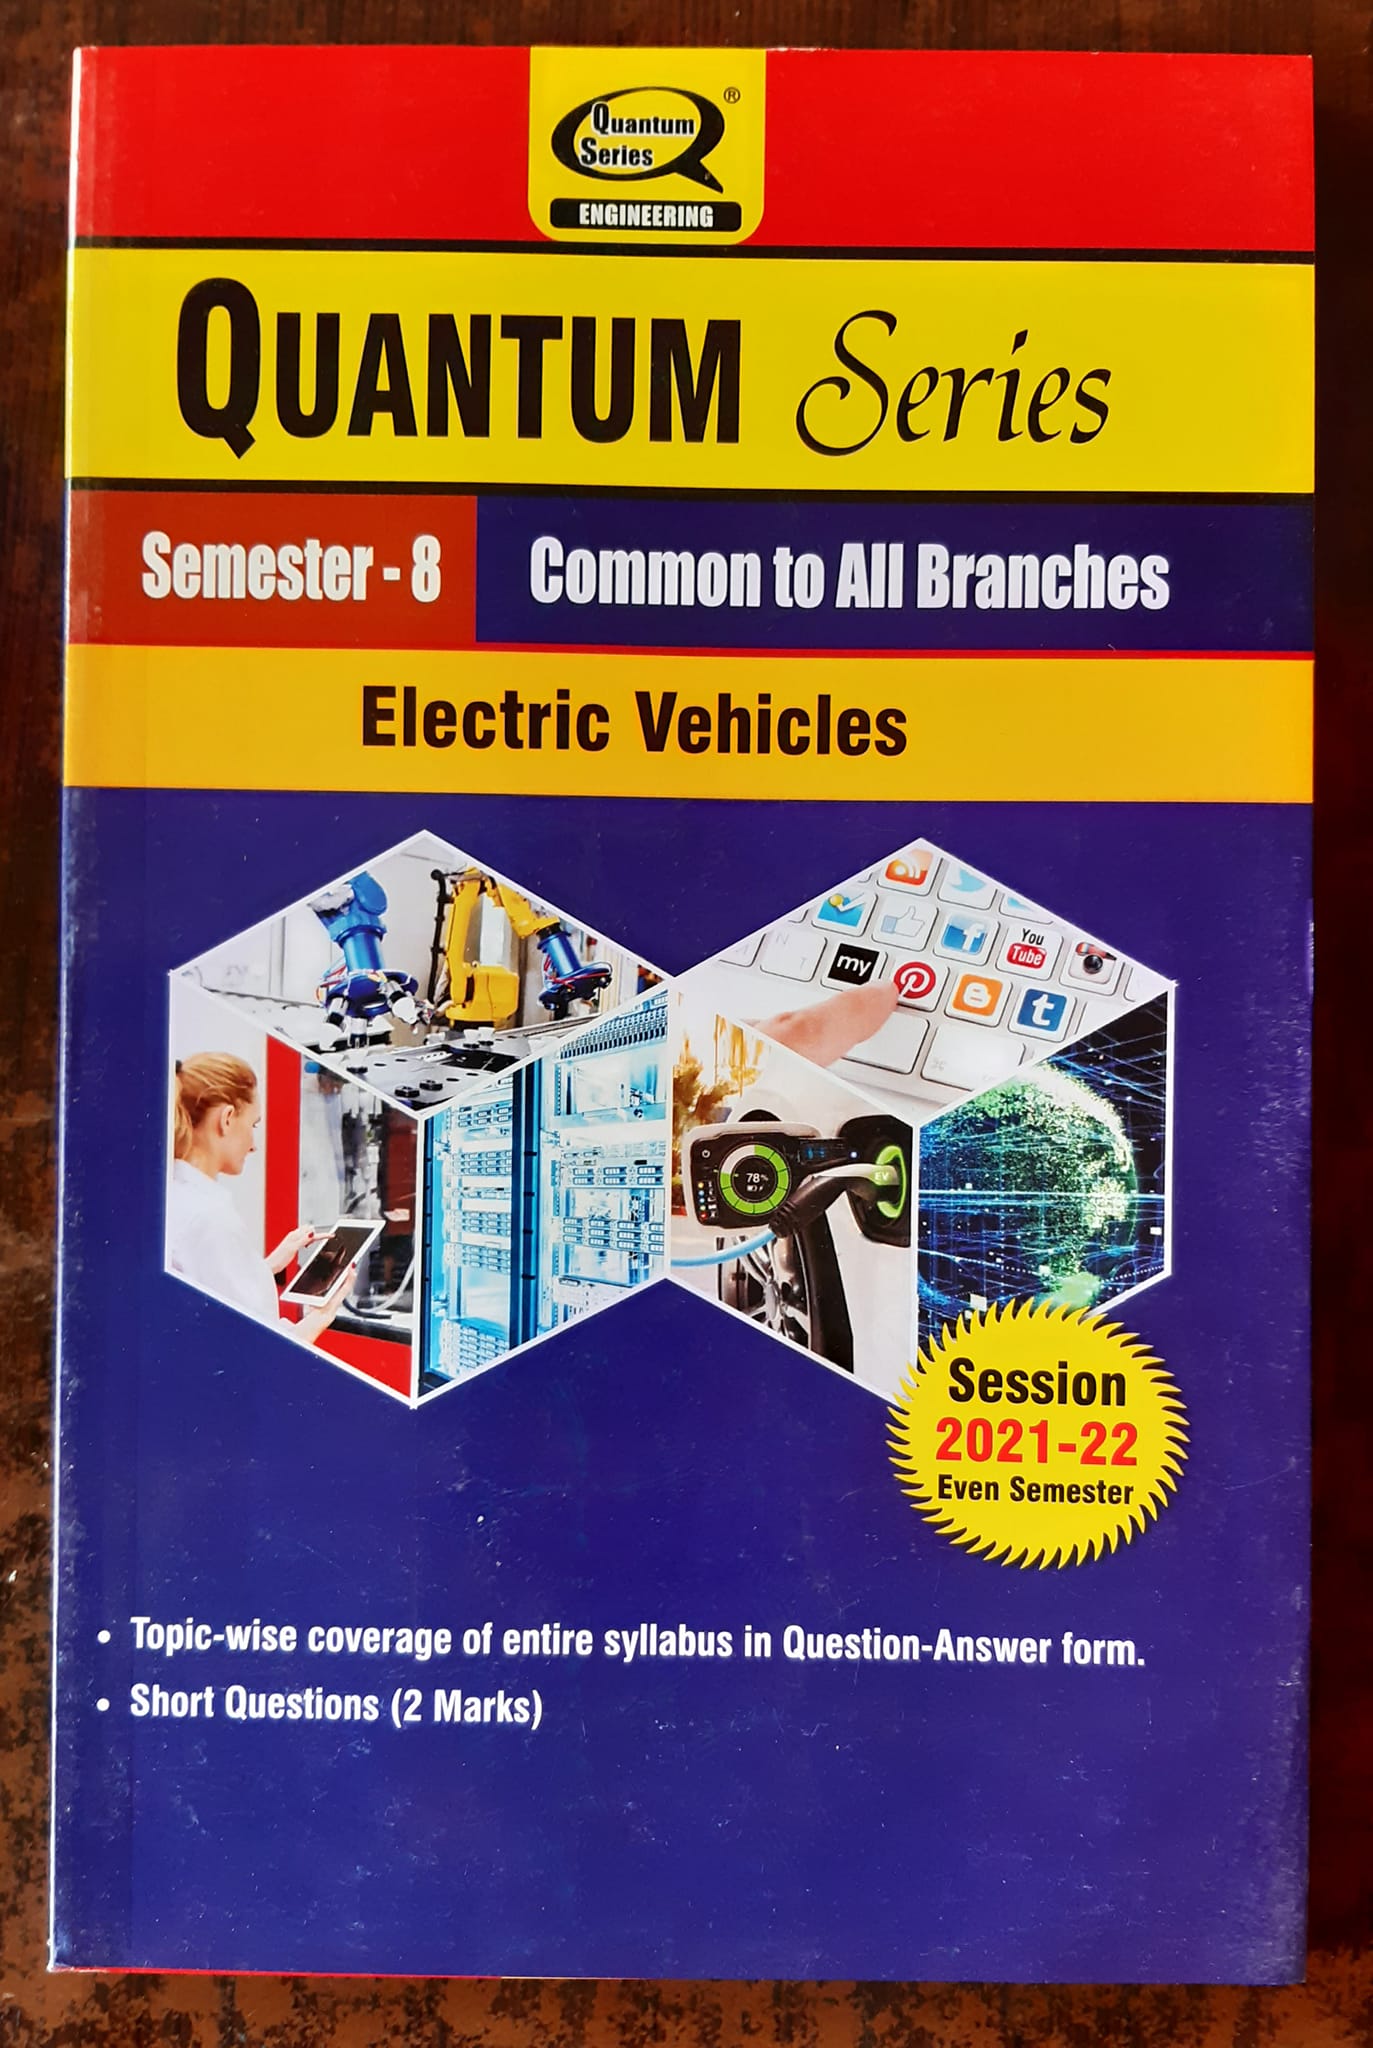 Quantum
Series
®
ENGINEERING
QUANTUM Series
Semester - 8
Common to All Branches
Electric Vehicles
You
Tube
my
78%
EV
Session
2021-22
Even Semester
• Topic-wise coverage of entire syllabus in Question-Answer form.
• Short Questions (2 Marks)